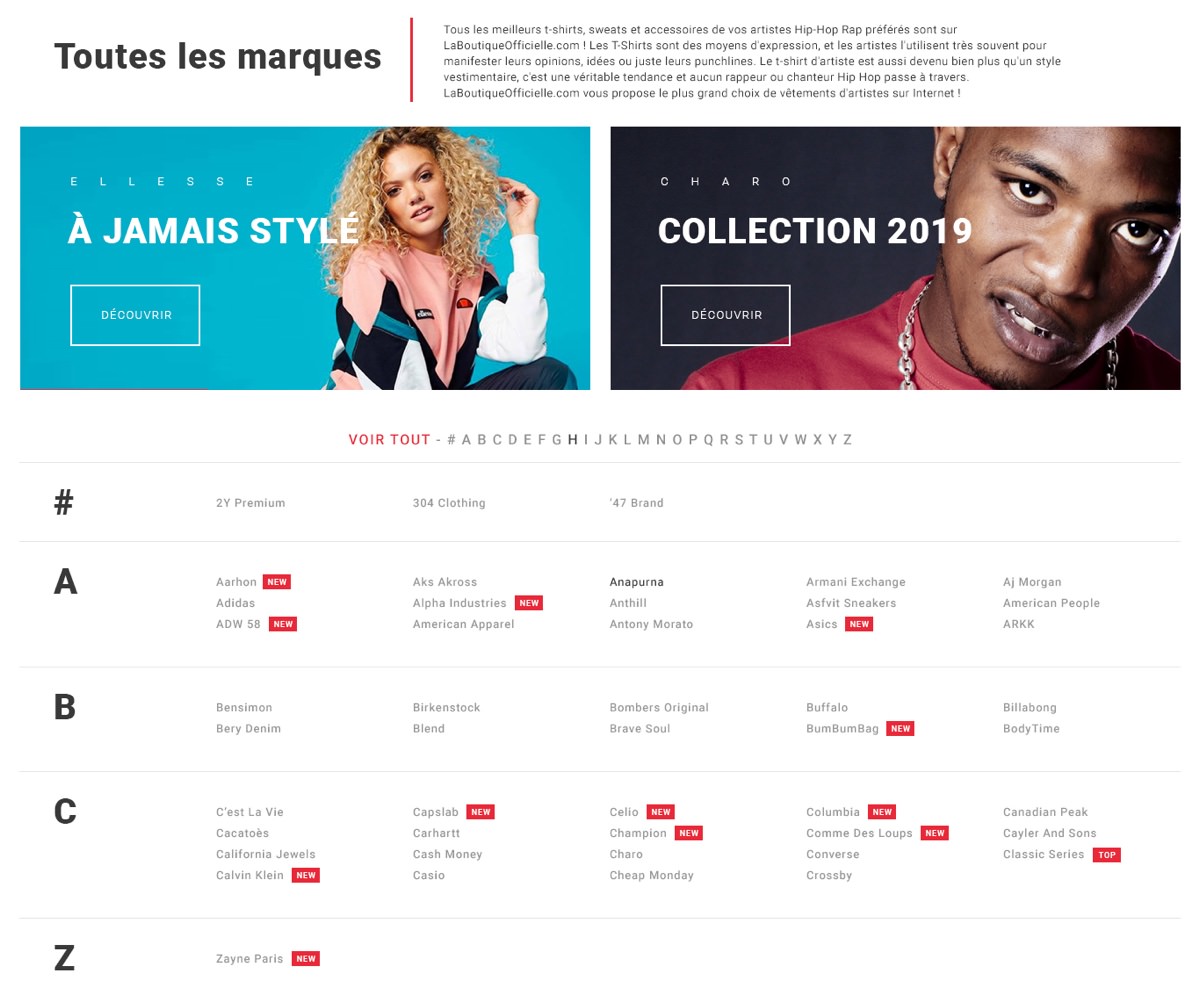 Toutes les marques
Tous les meilleurs t-shirts, sweats et accessoires de vos artistes Hip-Hop Rap préférés sont sur
LaBoutiqueOfficielle.com ! Les T-Shirts sont des moyens d'expression, et les artistes l'utilisent très souvent pour
manifester leurs opinions, idées ou juste leurs punchlines. Le t-shirt d'artiste est aussi devenu bien plus qu'un style
vestimentaire, c'est une véritable tendance et aucun rappeur ou chanteur Hip Hop passe à travers.
LaBoutiqueOfficielle.com vous propose le plus grand choix de vêtements d'artistes sur Internet !
ELLESSE
À JAMAIS STYLÉ
DÉCOUVRIR
ellesse
CHARO
COLLECTION 2019
DÉCOUVRIR
VOIR TOUT - # A B C D E F G H I J K L M N O P Q R S T U V W X Y Z
#
2Y Premium 304 Clothing '47 Brand
A
Aarhon NEW Aks Akross Anapurna Armani Exchange Aj Morgan
Adidas Alpha Industries NEW Anthill Asfvit Sneakers American People
ADW 58 NEW American Apparel Antony Morato Asics NEW ARKK
B
Bensimon Birkenstock Bombers Original Buffalo Billabong
Bery Denim Blend Brave Soul BumBumBag NEW BodyTime
C
C'est La Vie Capslab NEW Celio NEW Columbia NEW Canadian Peak
Cacatoès Carhartt Champion NEW Comme Des Loups NEW Cayler And Sons
California Jewels Cash Money Charo Converse Classic Series TOP
Calvin Klein NEW Casio Cheap Monday Crossby
Z
Zayne Paris NEW